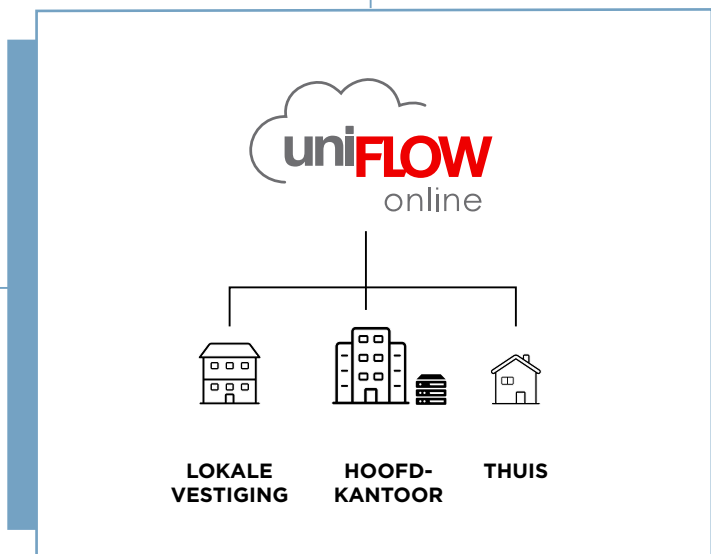 uniFLOW
online
LOKALE
VESTIGING
HOOFD-
KANTOOR
THUIS